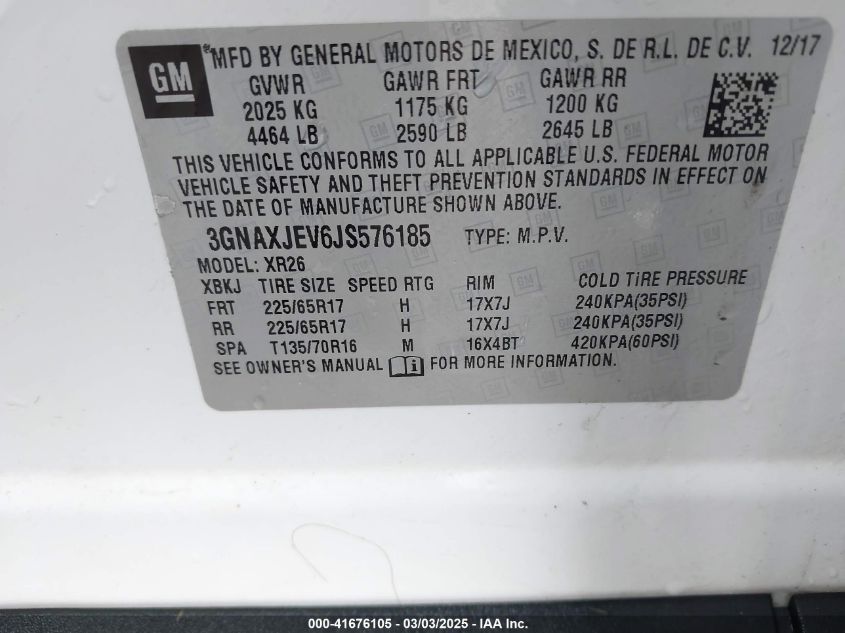 GM
MFD BY GENERAL MOTORS DE MEXICO, S. DE R.L. DE C.V. 12/17
GVWR GAWR FRT GAWR RR
2025 KG 1175 KG 1200 KG
4464 LB 2590 LB 2645 LB
THIS VEHICLE CONFORMS TO ALL APPLICABLE U.S. FEDERAL MOTOR
VEHICLE SAFETY AND THEFT PREVENTION STANDARDS IN EFFECT ON
THE DATE OF MANUFACTURE SHOWN ABOVE.
3GNAXJEV6JS576185 TYPE: M.P.V.
MODEL: XR26
XBKJ TIRE SIZE SPEED RTG RIM COLD TIRE PRESSURE
FRT 225/65R17 H 17X7J 240KPA(35PSI)
RR 225/65R17 H 17X7J 240KPA(35PSI)
SPA T135/70R16 M 16X4BT 420KPA(60PSI)
SEE OWNER'S MANUAL FOR MORE INFORMATION.
000-41676105 - 03/03/2025 - IAA Inc.